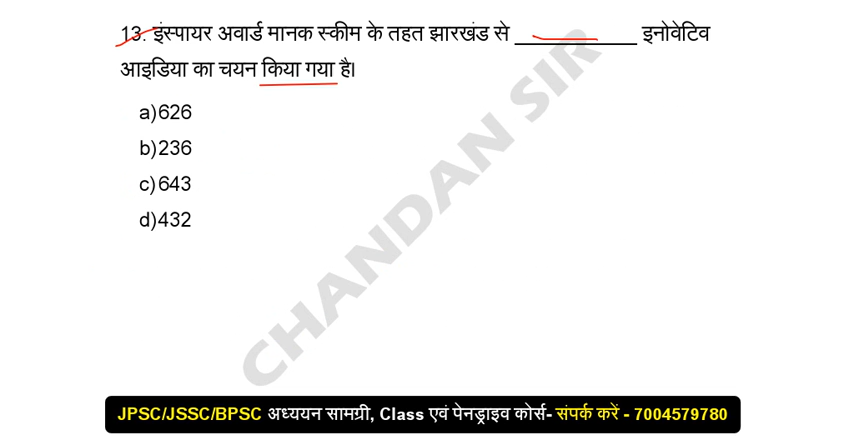 13. इंस्पायर अवार्ड मानक स्कीम के तहत झारखंड से ____________ इनोवेटिव
आइडिया का चयन किया गया है।
a)626
b)236
c)643
d)432
CHANDAN SIR
JPSC/JSSC/BPSC अध्ययन सामग्री, Class एवं पेनड्राइव कोर्स- संपर्क करें - 7004579780